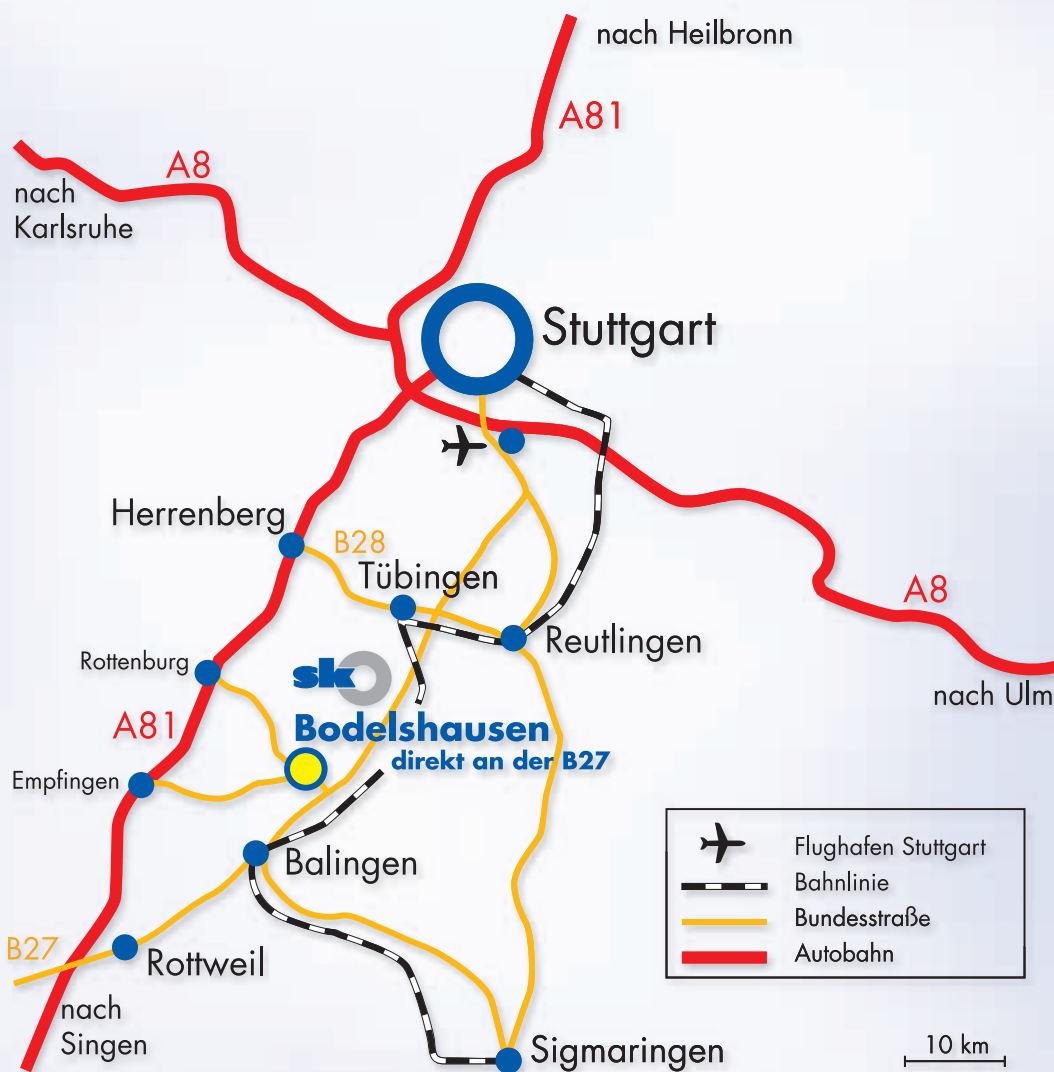 nach Heilbronn
A81
A8
nach
Karlsruhe
Stuttgart
Herrenberg
B28
Tübingen
A8
Reutlingen
Rottenburg
sk
nach Ulm
A81
Bodelshausen
direkt an der B27
Empfingen
Flughafen Stuttgart
Balingen
Bahnlinie
Bundesstraße
B27
Rottweil
Autobahn
nach
Singen
Sigmaringen
10 km